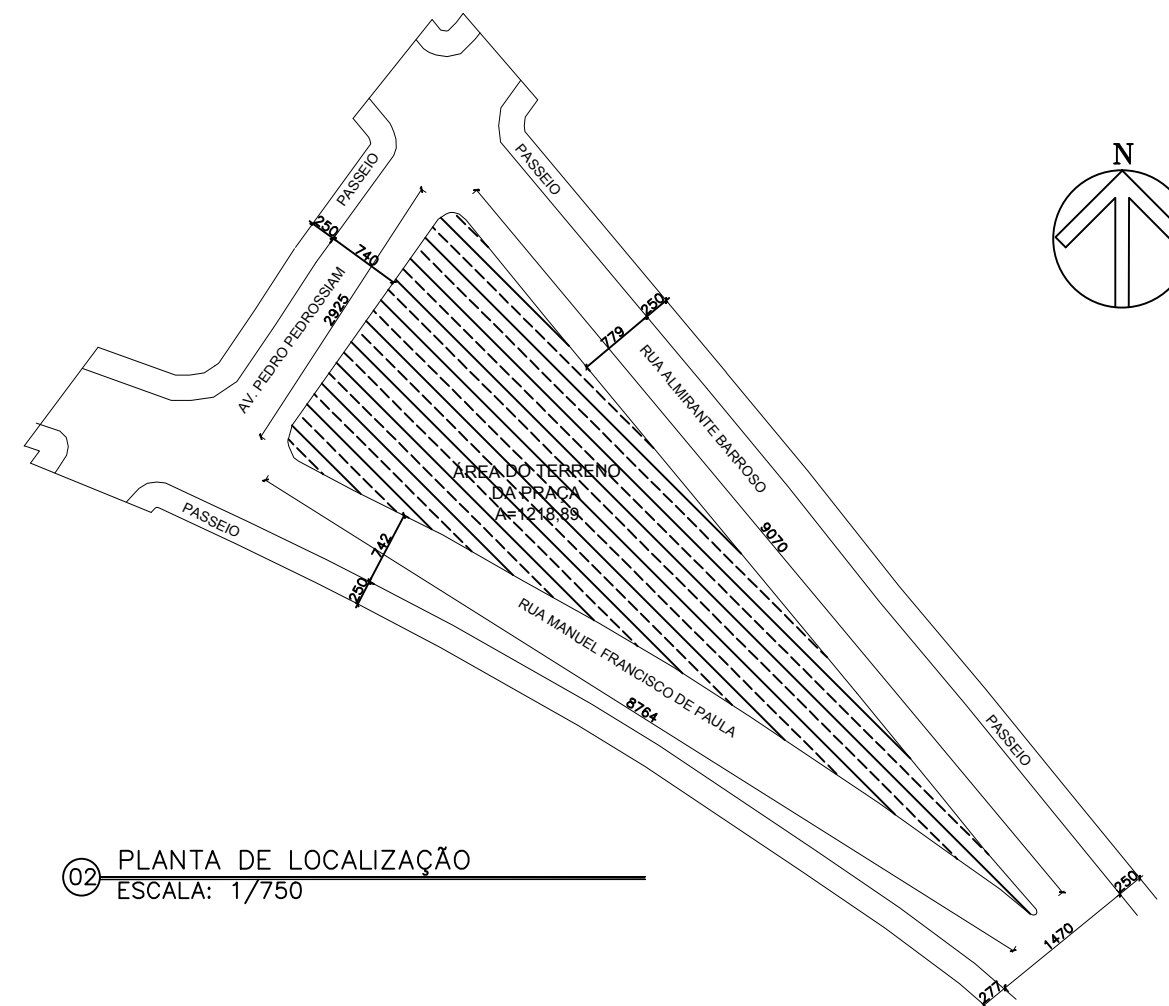 N
PASSEIO
PASSEIO
250
740
AV. PEDRO PEDROSSIAM
2925
250
779
RUA ALMIRANTE BARROSO
9070
ÁREA DO TERRENO
DA PRAÇA
A=1218,89
PASSEIO
742
250
RUA MANUEL FRANCISCO DE PAULA
8764
PASSEIO
250
1470
277
02
PLANTA DE LOCALIZAÇÃO
ESCALA: 1/750